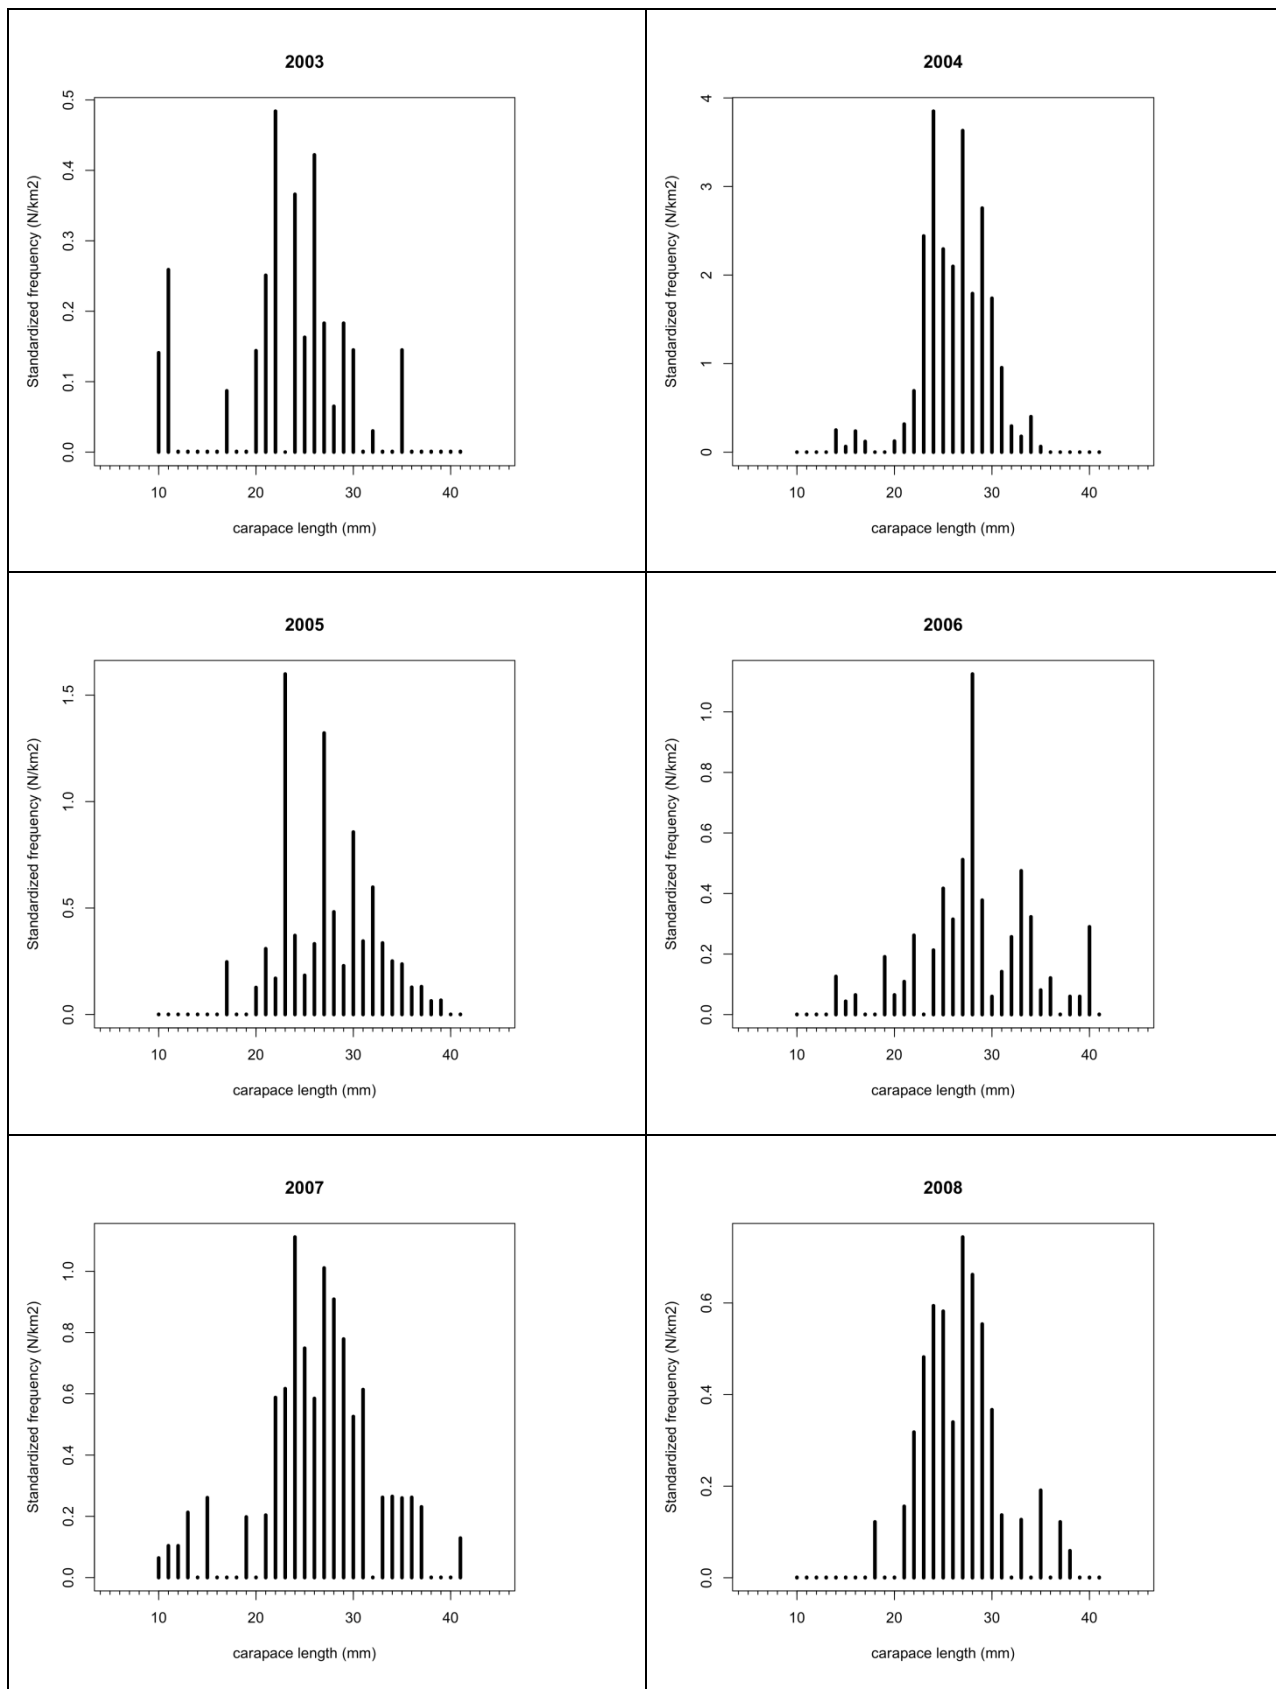 2003
Standardized frequency (N/km2)
0.0 0.1 0.2 0.3 0.4 0.5
10 20 30 40
carapace length (mm)
2004
Standardized frequency (N/km2)
0 1 2 3 4
10 20 30 40
carapace length (mm)
2005
Standardized frequency (N/km2)
0.0 0.5 1.0 1.5
10 20 30 40
carapace length (mm)
2006
Standardized frequency (N/km2)
0.0 0.2 0.4 0.6 0.8 1.0
10 20 30 40
carapace length (mm)
2007
Standardized frequency (N/km2)
0.0 0.2 0.4 0.6 0.8 1.0
10 20 30 40
carapace length (mm)
2008
Standardized frequency (N/km2)
0.0 0.2 0.4 0.6
10 20 30 40
carapace length (mm)